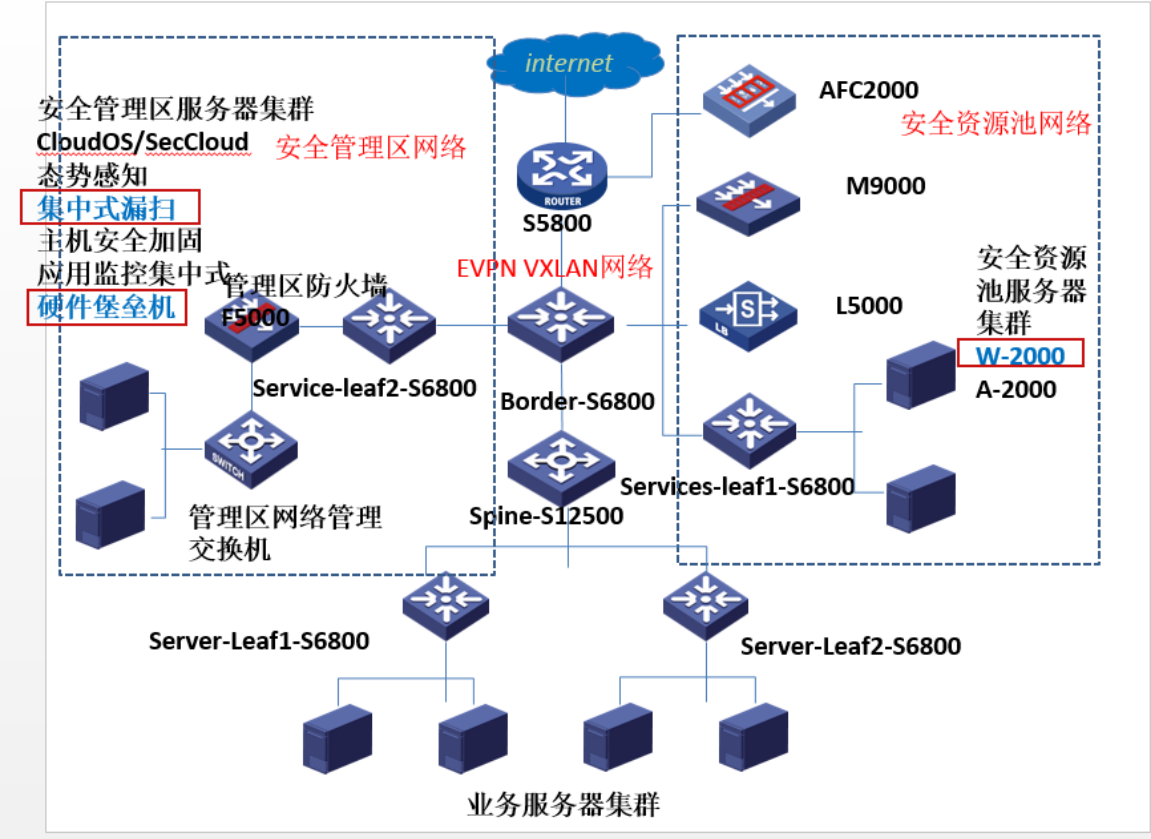 internet
AFC2000
安全资源池网络
安全管理区服务器集群
CloudOS/SecCloud
安全管理区网络
态势感知
集中式漏扫
主机安全加固
应用监控集中式
硬件堡垒机
管理区防火墙
F5000
ROUTER
S5800
M9000
EVPN VXLAN网络
安全资源
池服务器
集群
W-2000
A-2000
S
LB
L5000
Service-leaf2-S6800
Border-S6800
SWITCH
Services-leaf1-S6800
Spine-S12500
管理区网络管理
交换机
Server-Leaf1-S6800
Server-Leaf2-S6800
业务服务器集群